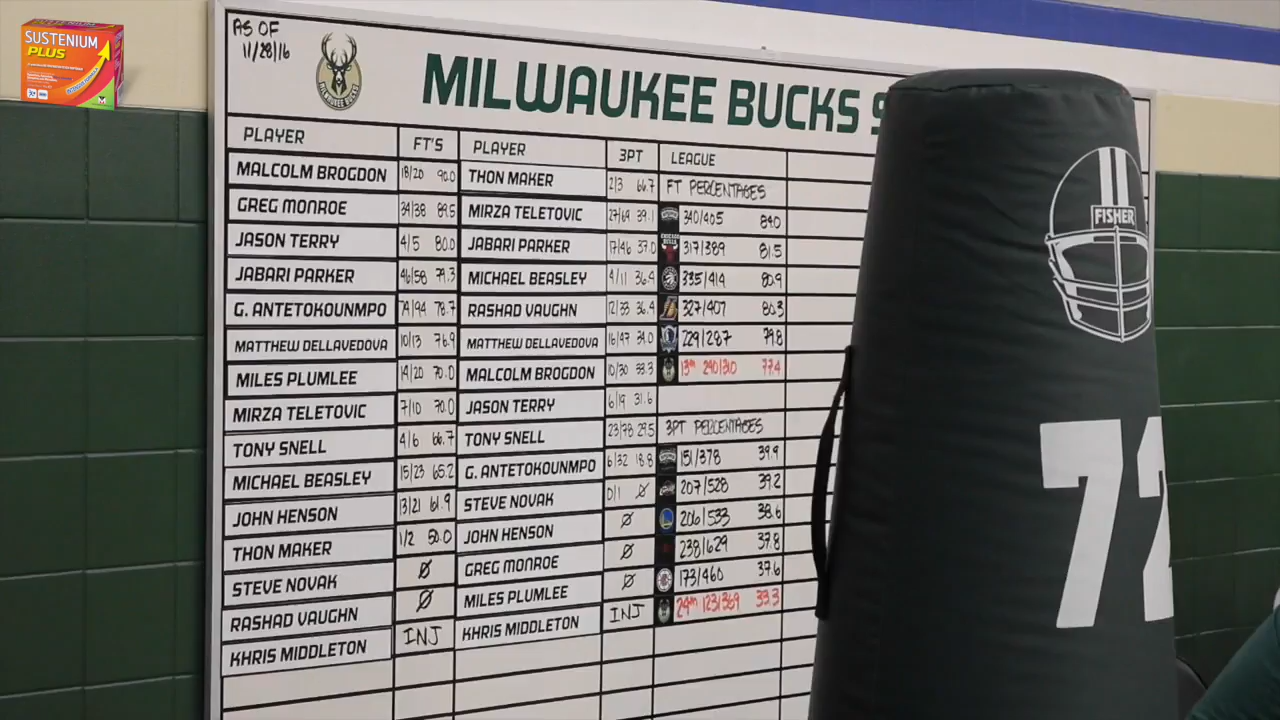 SUSTENIUM
PLUS
AS OF
11/28/16
MILWAUKEE BUCKS
MILWAUKEE BUCKS
PLAYER FT'S PLAYER 3PT LEAGUE
MALCOLM BROGDON 18/20 90.0 THON MAKER 2/3 66.7 FT PERCENTAGES
GREG MONROE 34/38 89.5 MIRZA TELETOVIC 27/69 39.1 340/405 84.0
JASON TERRY 4/5 80.0 JABARI PARKER 17/46 37.0 CHICAGO BULLS 317/389 81.5
JABARI PARKER 46/58 79.3 MICHAEL BEASLEY 4/11 36.4 335/414 80.9
G. ANTETOKOUNMPO 74/94 78.7 RASHAD VAUGHN 12/33 36.4 327/407 80.3
MATTHEW DELLAVEDOVA 10/13 76.9 MATTHEW DELLAVEDOVA 16/47 34.0 229/287 79.8
MILES PLUMLEE 14/20 70.0 MALCOLM BROGDON 10/30 33.3 13th 240/310 77.4
MIRZA TELETOVIC 7/10 70.0 JASON TERRY 6/19 31.6
TONY SNELL 4/6 66.7 TONY SNELL 23/78 29.5 3PT PERCENTAGES
MICHAEL BEASLEY 15/23 65.2 G. ANTETOKOUNMPO 6/32 18.8 151/378 39.9
JOHN HENSON 13/21 61.9 STEVE NOVAK 0/1 Ø 207/528 39.2
THON MAKER 1/2 50.0 JOHN HENSON Ø 206/533 38.6
STEVE NOVAK Ø GREG MONROE Ø 238/629 37.8
RASHAD VAUGHN Ø MILES PLUMLEE Ø 173/460 37.6
KHRIS MIDDLETON INJ KHRIS MIDDLETON INJ 24th 123/369 33.3
FISHER
72